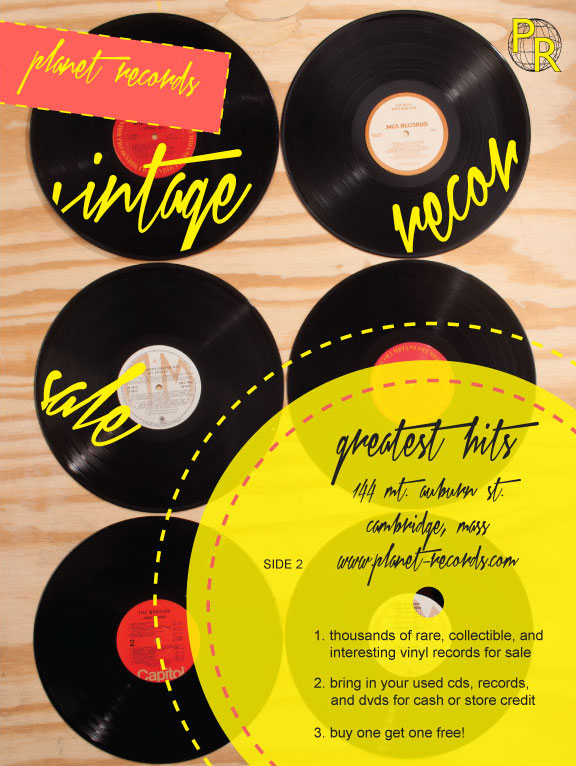 planet records
PR
vintage
recor
MCA RECORDS
sale
greatest hits
144 mt. auburn st.
cambridge, mass
www.planet-records.com
SIDE 2
1. thousands of rare, collectible, and
interesting vinyl records for sale
2. bring in your used cds, records,
and dvds for cash or store credit
3. buy one get one free!
THE BEATLES
2
Capitol